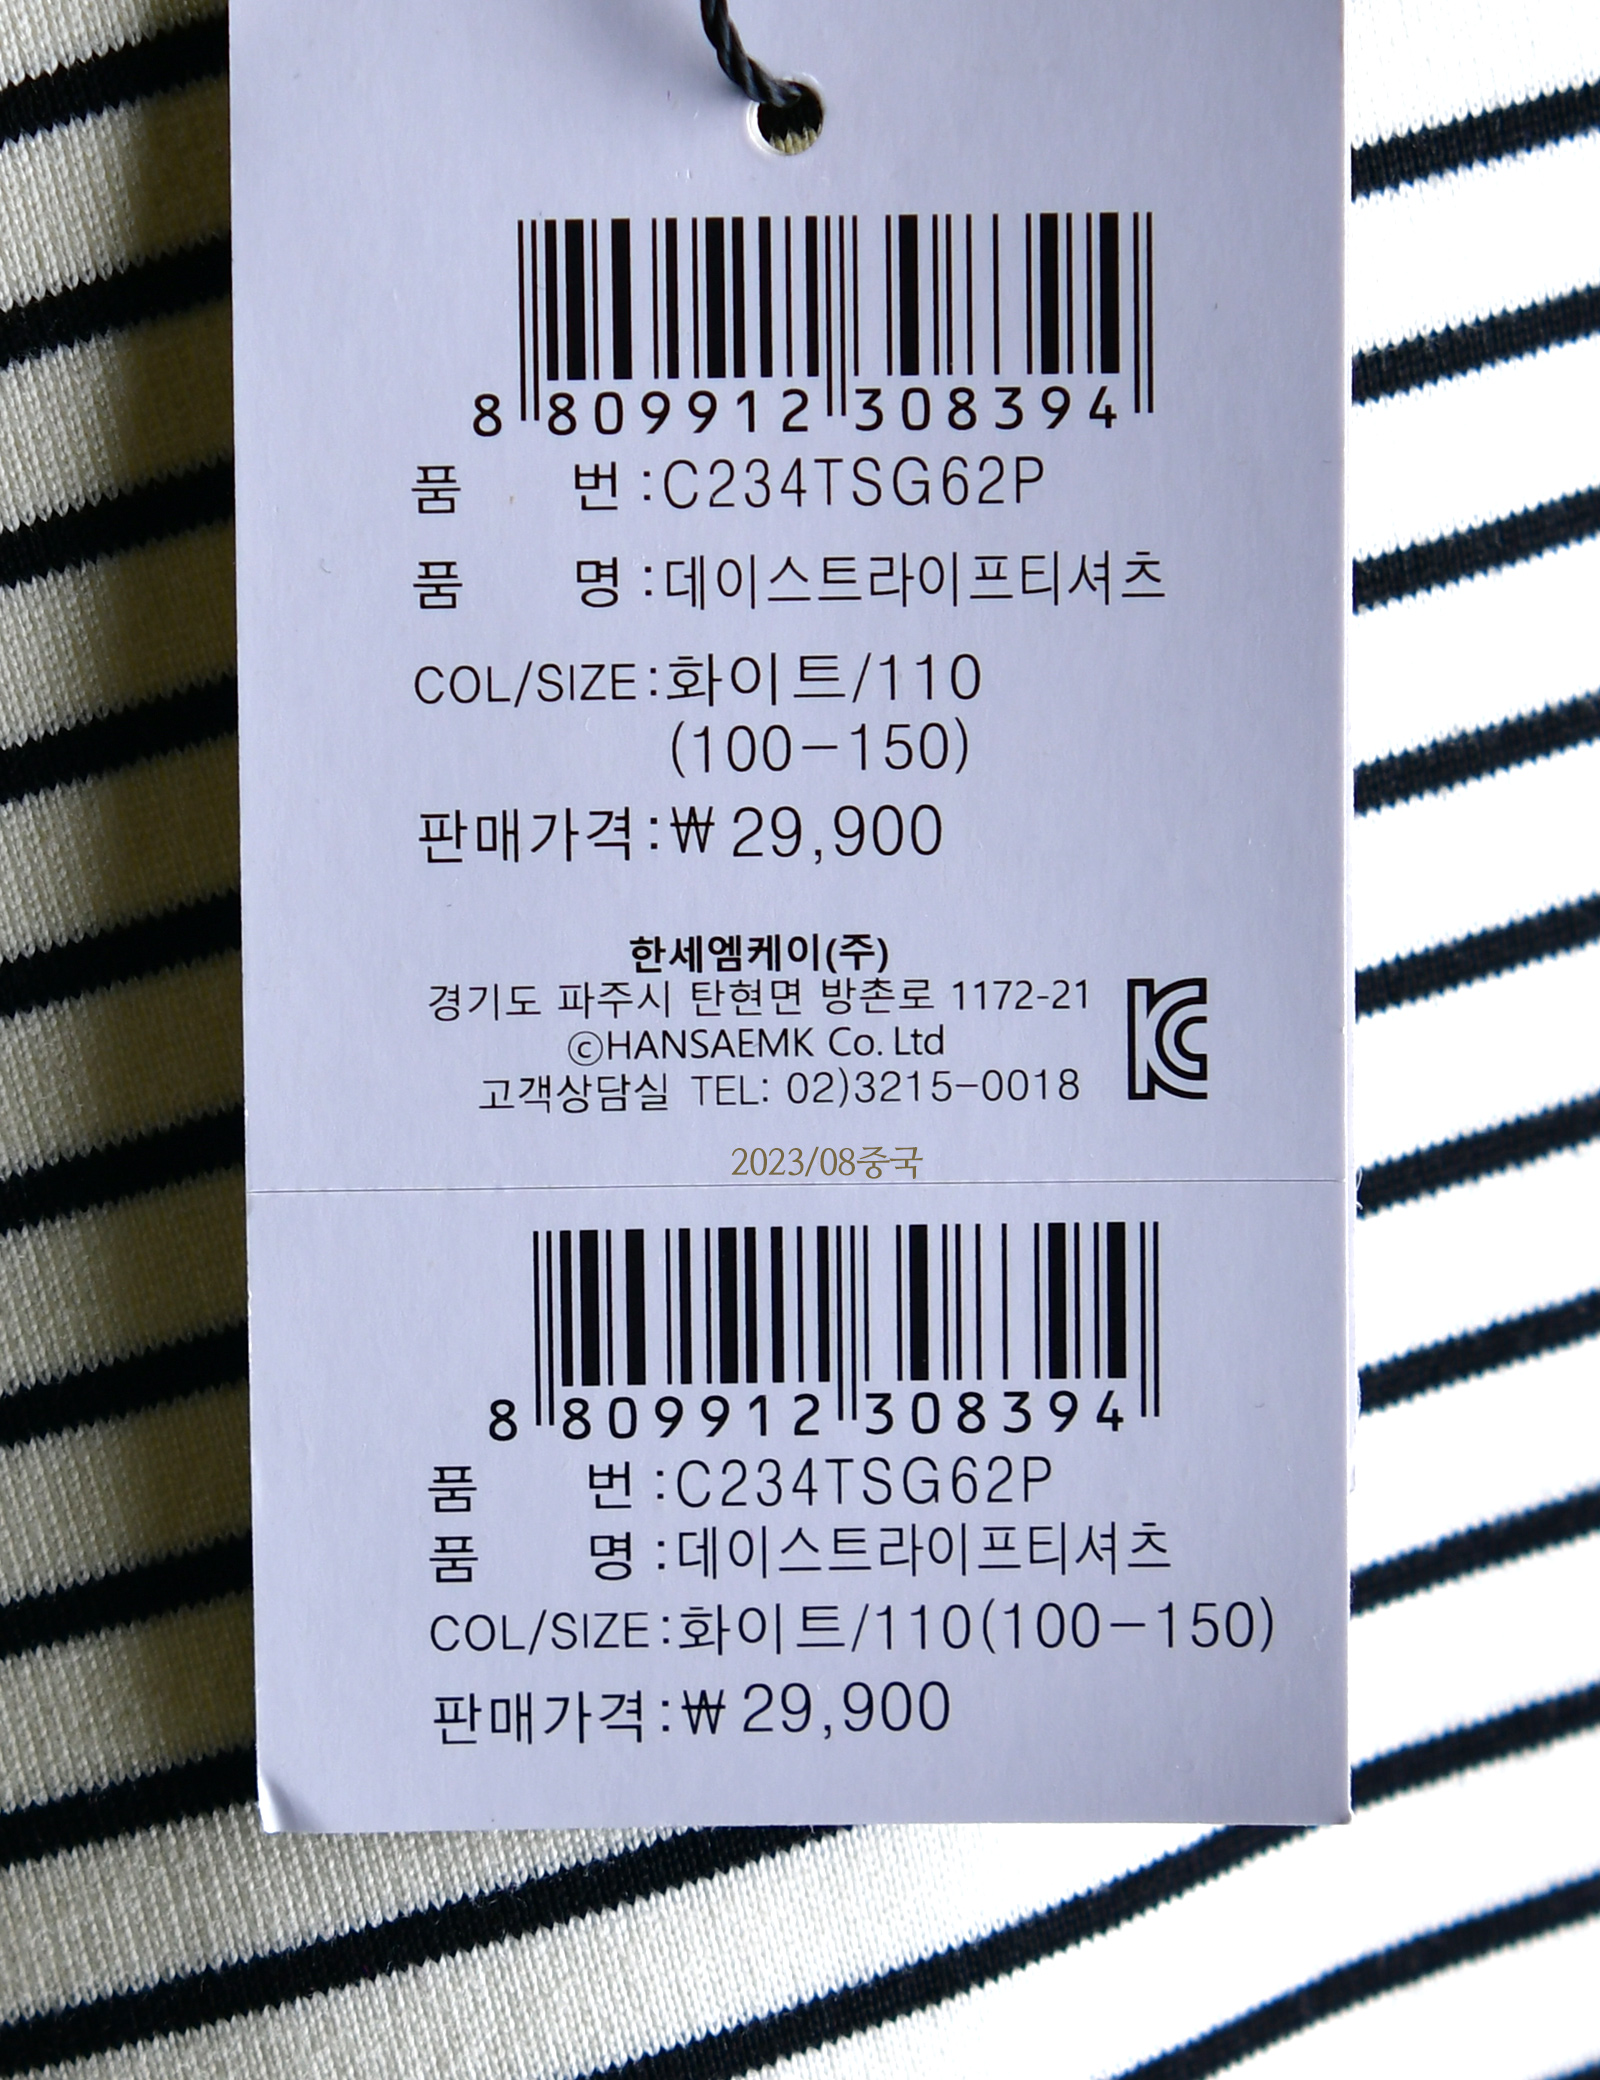 8 809912 308394
품 번 :C234TSG62P
품 명 :데이스트라이프티셔츠
COL/SIZE:화이트/110
(100-150)
판매가격:₩ 29,900
한세엠케이(주)
경기도 파주시 탄현면 방촌로 1172-21
ⓒHANSAEMK Co. Ltd
고객상담실 TEL: 02)3215-0018
KC
2023/08중국
8 809912 308394
품 번 :C234TSG62P
품 명 :데이스트라이프티셔츠
COL/SIZE:화이트/110(100-150)
판매가격:₩ 29,900